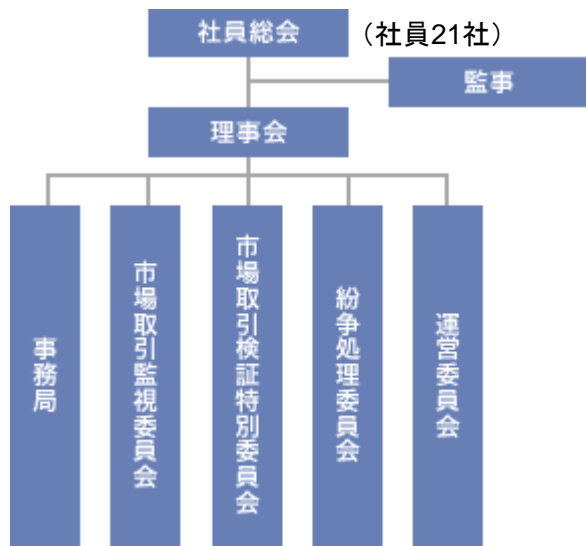 社員総会
（社員21社）
監事
理事会
事務局
市場取引監視委員会
市場取引検証特別委員会
紛争処理委員会
運営委員会